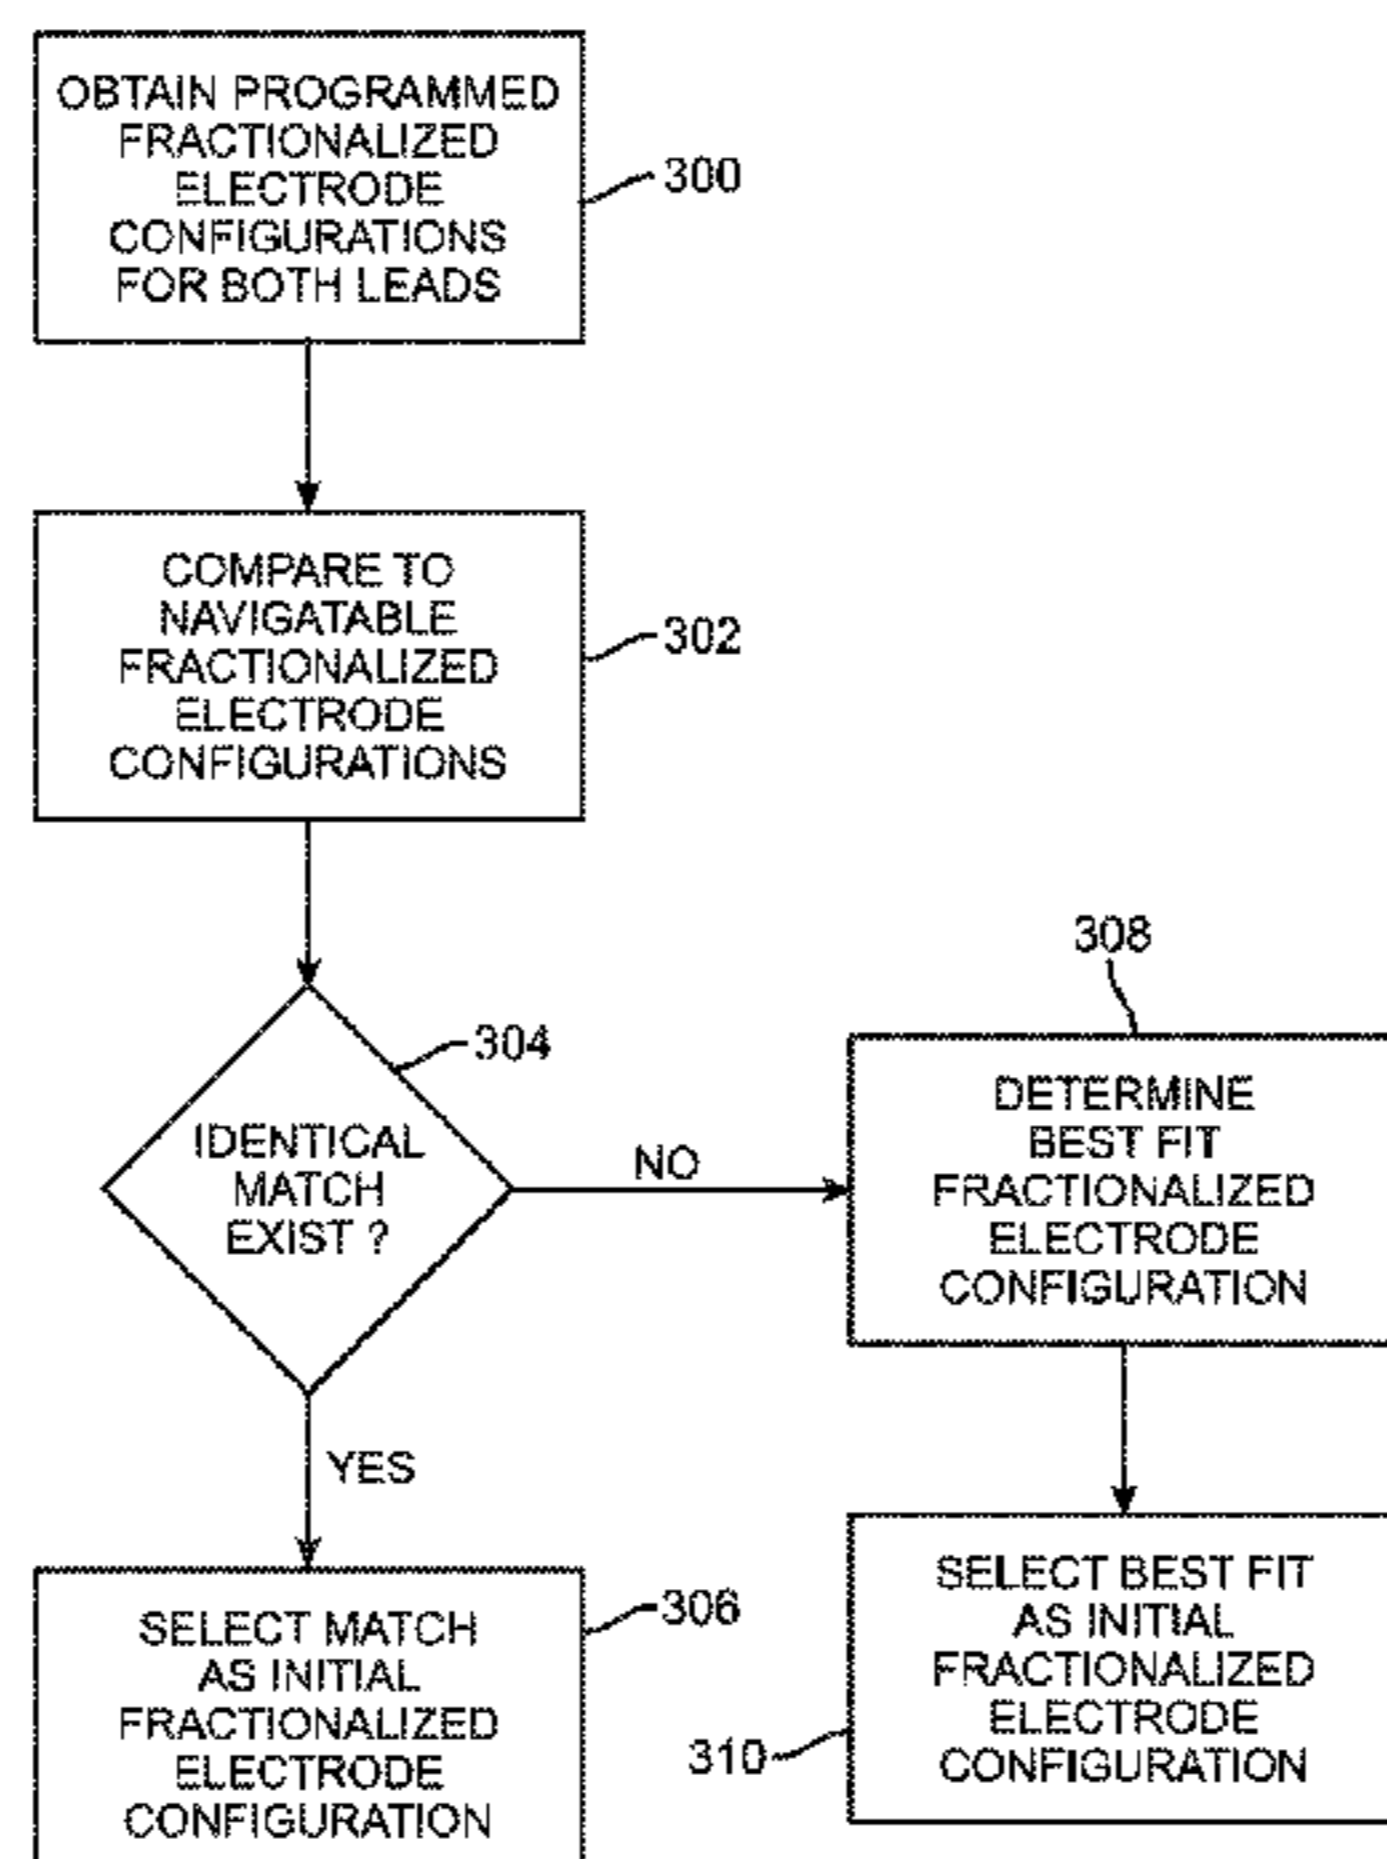 OBTAIN PROGRAMMED
FRACTIONALIZED
ELECTRODE
CONFIGURATIONS
FOR BOTH LEADS
300
COMPARE TO
NAVIGATABLE
FRACTIONALIZED
ELECTRODE
CONFIGURATIONS
302
304
IDENTICAL
MATCH
EXIST ?
NO
YES
308
DETERMINE
BEST FIT
FRACTIONALIZED
ELECTRODE
CONFIGURATION
306
SELECT MATCH
AS INITIAL
FRACTIONALIZED
ELECTRODE
CONFIGURATION
310
SELECT BEST FIT
AS INITIAL
FRACTIONALIZED
ELECTRODE
CONFIGURATION